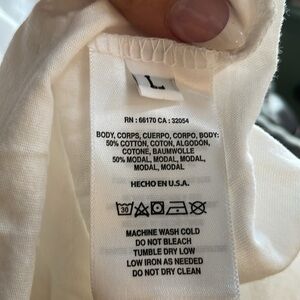 L
RN : 66170 CA : 32054
BODY, CORPS, CUERPO, CORPO, BODY:
50% COTTON, COTON, ALGODÓN,
COTONE, BAUMWOLLE
50% MODAL, MODAL, MODAL,
MODAL, MODAL
HECHO EN U.S.A.
30
MACHINE WASH COLD
DO NOT BLEACH
TUMBLE DRY LOW
LOW IRON AS NEEDED
DO NOT DRY CLEAN